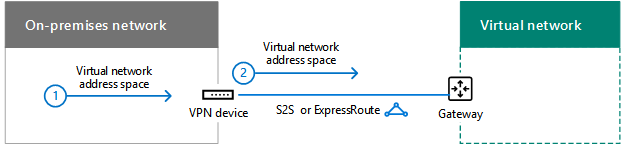 On-premises network
Virtual network
Virtual network
address space
1
Virtual network
address space
2
VPN device
S2S or ExpressRoute
Gateway